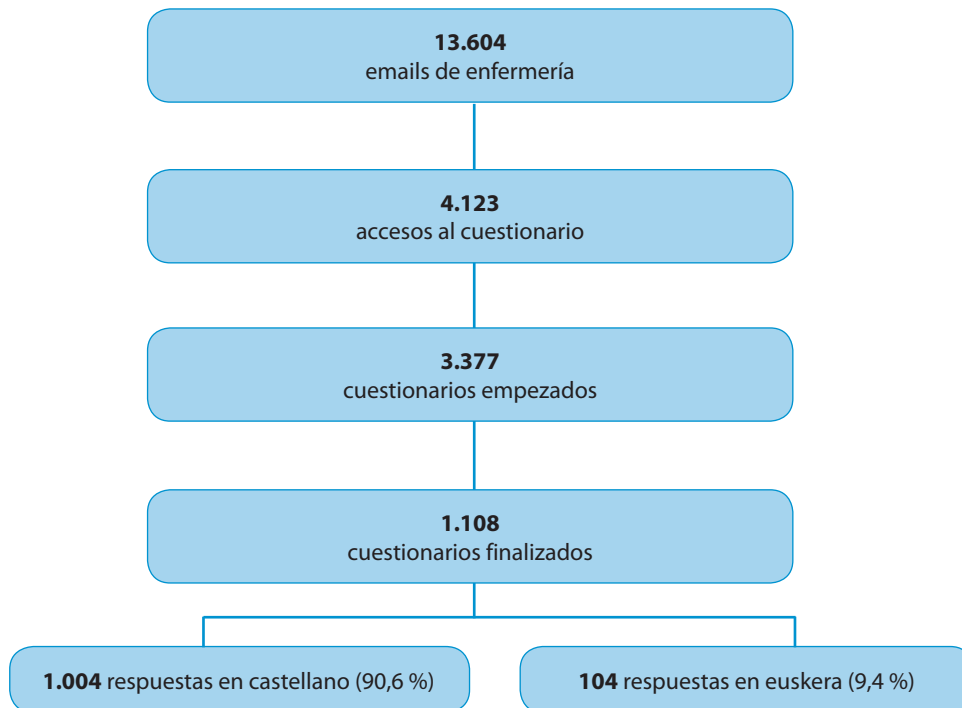 13.604
emails de enfermería
4.123
accesos al cuestionario
3.377
cuestionarios empezados
1.108
cuestionarios finalizados
1.004 respuestas en castellano (90,6 %)
104 respuestas en euskera (9,4 %)